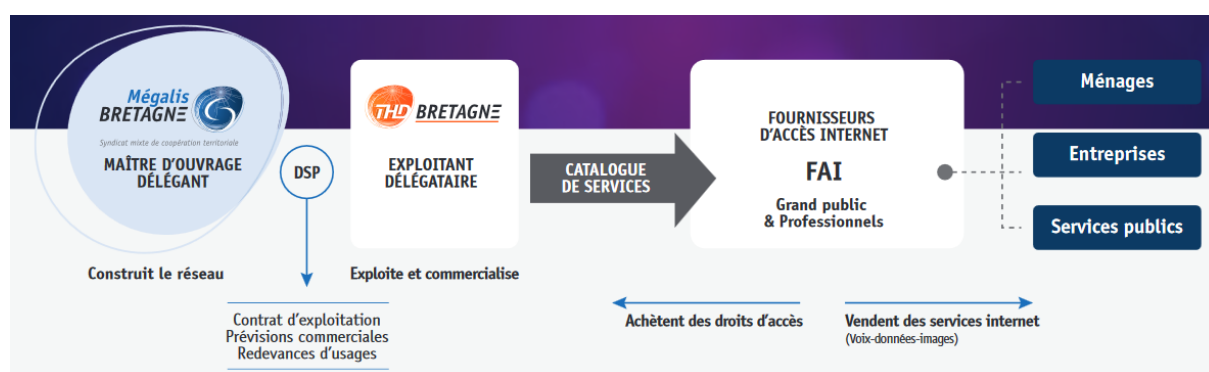 Mégalis
BRETAGNE
Syndicat mixte de coopération territoriale
MAÎTRE D'OUVRAGE
DÉLÉGANT
Construit le réseau
DSP
Contrat d'exploitation
Prévisions commerciales
Redevances d'usages
THD BRETAGNE
EXPLOITANT
DÉLÉGATAIRE
Exploite et commercialise
CATALOGUE
DE SERVICES
FOURNISSEURS
D'ACCÈS INTERNET
FAI
Grand public
& Professionnels
Achètent des droits d'accès
Vendent des services internet
(Voix-données-images)
Ménages
Entreprises
Services publics